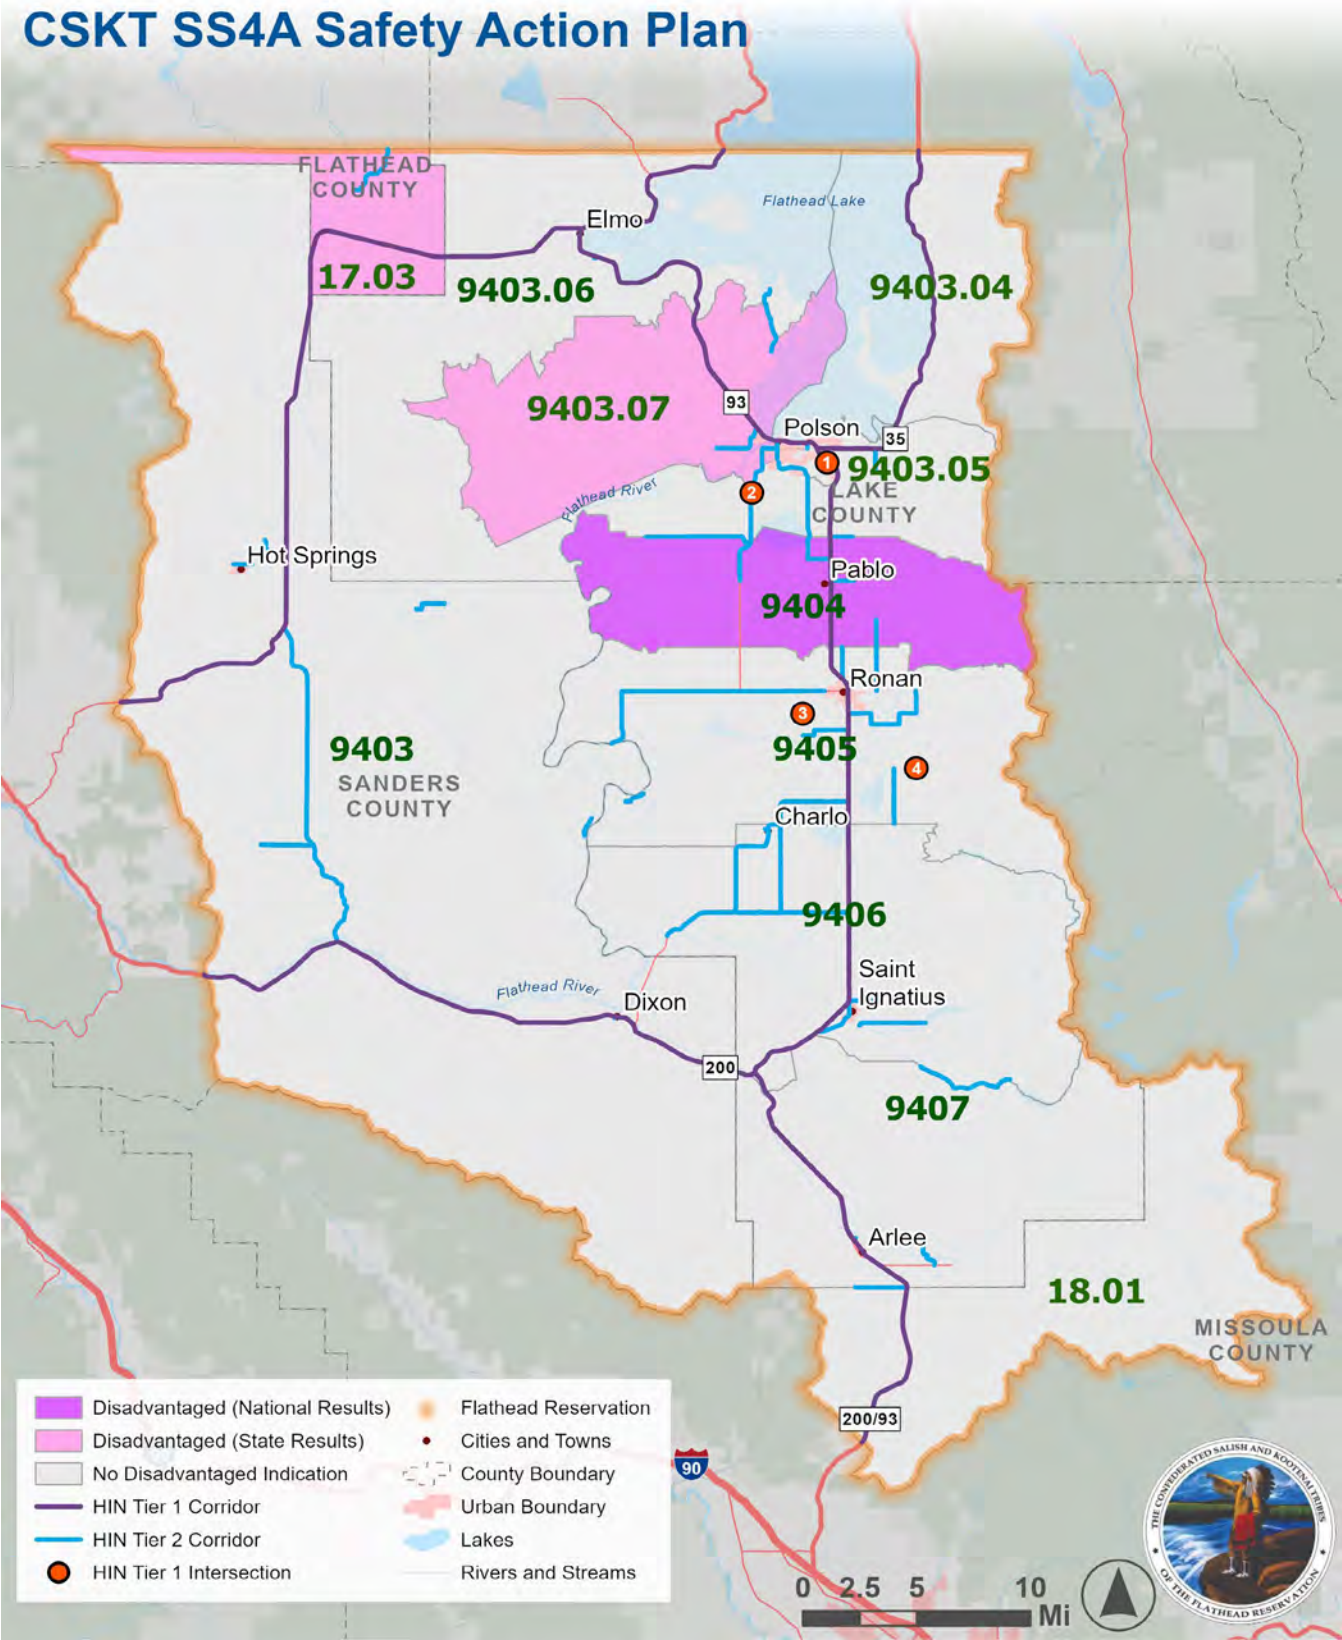 CSKT SS4A Safety Action Plan
FLATHEAD
COUNTY
Flathead Lake
Elmo
17.03
9403.06
9403.04
9403.07
93
Polson
35
1
9403.05
2
LAKE
COUNTY
Flathead River
Hot Springs
Pablo
9404
Ronan
3
9405
9403
4
SANDERS
COUNTY
Charlo
9406
Saint
Ignatius
Flathead River
Dixon
200
9407
Arlee
18.01
MISSOULA
COUNTY
200/93
90
Disadvantaged (National Results)
Disadvantaged (State Results)
No Disadvantaged Indication
HIN Tier 1 Corridor
HIN Tier 2 Corridor
HIN Tier 1 Intersection
Flathead Reservation
Cities and Towns
County Boundary
Urban Boundary
Lakes
Rivers and Streams
0 2.5 5 10
Mi
THE CONFEDERATED SALISH AND KOOTENAI TRIBES
OF THE FLATHEAD RESERVATION